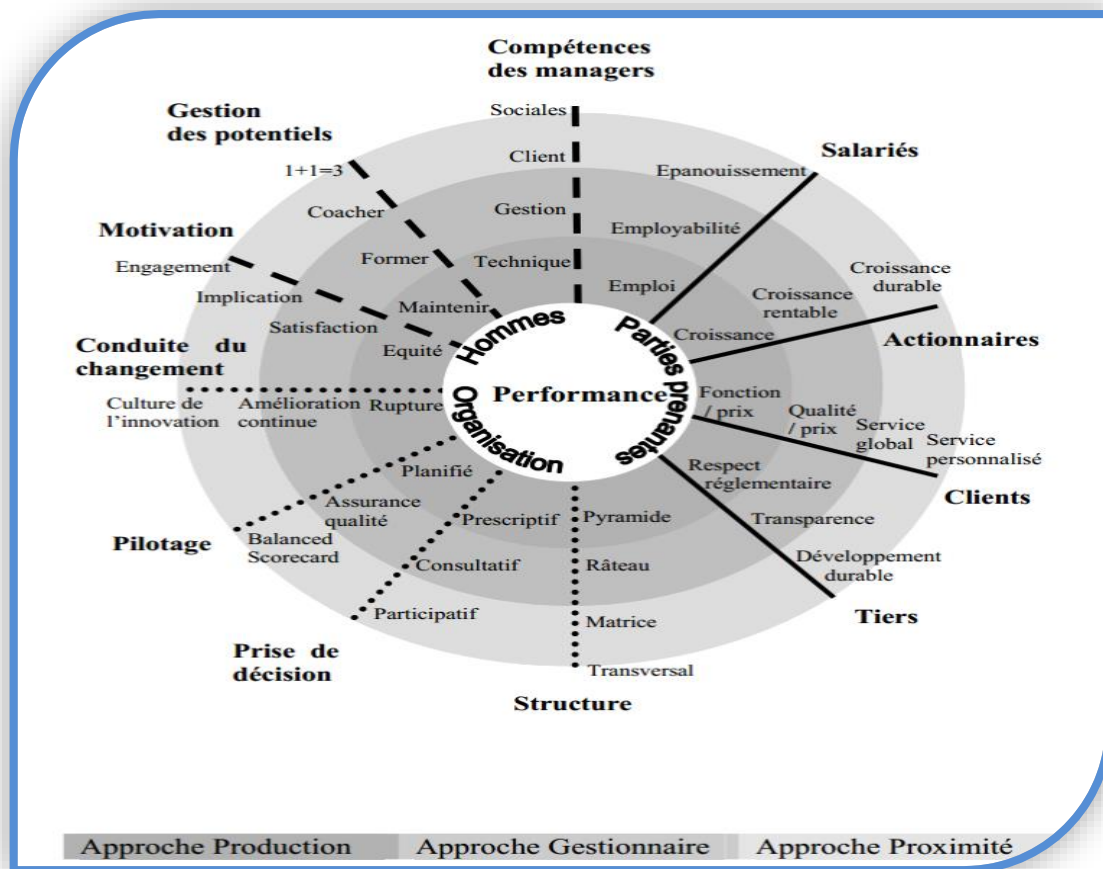 Compétences
des managers
Sociales
Client
Gestion
Technique
Gestion
des potentiels
1+1=3
Coacher
Former
Maintenir
Motivation
Engagement
Implication
Satisfaction
Equité
Conduite du
changement
Culture de
l'innovation
Amélioration
continue
Rupture
Pilotage
Planifié
Assurance
qualité
Balanced
Scorecard
Prise de
décision
Prescriptif
Consultatif
Participatif
Structure
Pyramide
Râteau
Matrice
Transversal
Salariés
Epanouissement
Employabilité
Emploi
Actionnaires
Croissance
durable
Croissance
rentable
Croissance
Clients
Fonction
/ prix
Qualité
/ prix
Service
global
Service
personnalisé
Tiers
Respect
réglementaire
Transparence
Développement
durable
Hommes
Parties prenantes
Organisation
Performance
Approche Production
Approche Gestionnaire
Approche Proximité